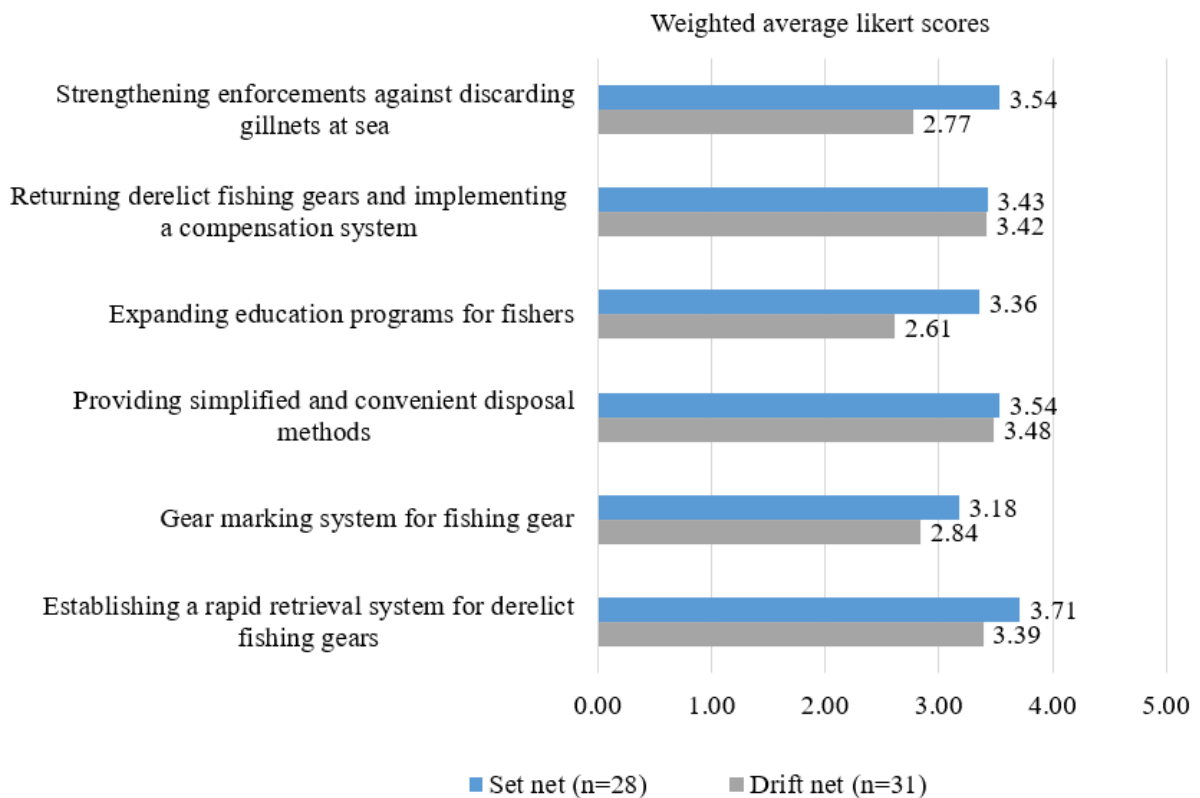 Weighted average likert scores
Strengthening enforcements against discarding
gillnets at sea
3.54
2.77
Returning derelict fishing gears and implementing
a compensation system
3.43
3.42
Expanding education programs for fishers
3.36
2.61
Providing simplified and convenient disposal
methods
3.54
3.48
Gear marking system for fishing gear
3.18
2.84
Establishing a rapid retrieval system for derelict
fishing gears
3.71
3.39
0.00 1.00 2.00 3.00 4.00 5.00
Set net (n=28) Drift net (n=31)